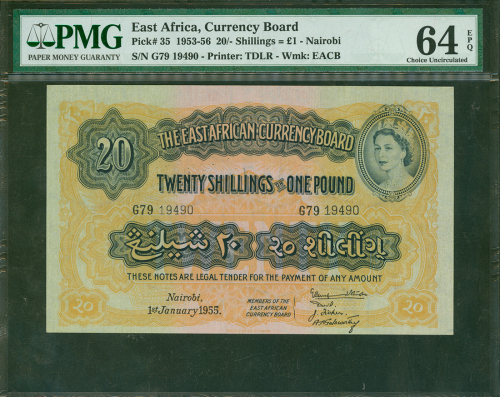 PMG
PAPER MONEY GUARANTY
East Africa, Currency Board
Pick# 35 1953-56 20/- Shillings = £1 - Nairobi
S/N G79 19490 - Printer: TDLR - Wmk: EACB
64 EPQ
Choice Uncirculated
THE EAST AFRICAN CURRENCY BOARD
20
TWENTY SHILLINGS OR ONE POUND
G79 19490 G79 19490
٢٠ شيلينج ૨૦ શીલીંગ
THESE NOTES ARE LEGAL TENDER FOR THE PAYMENT OF ANY AMOUNT
Nairobi,
1st January 1955.
MEMBERS OF THE
EAST AFRICAN
CURRENCY BOARD
20 20